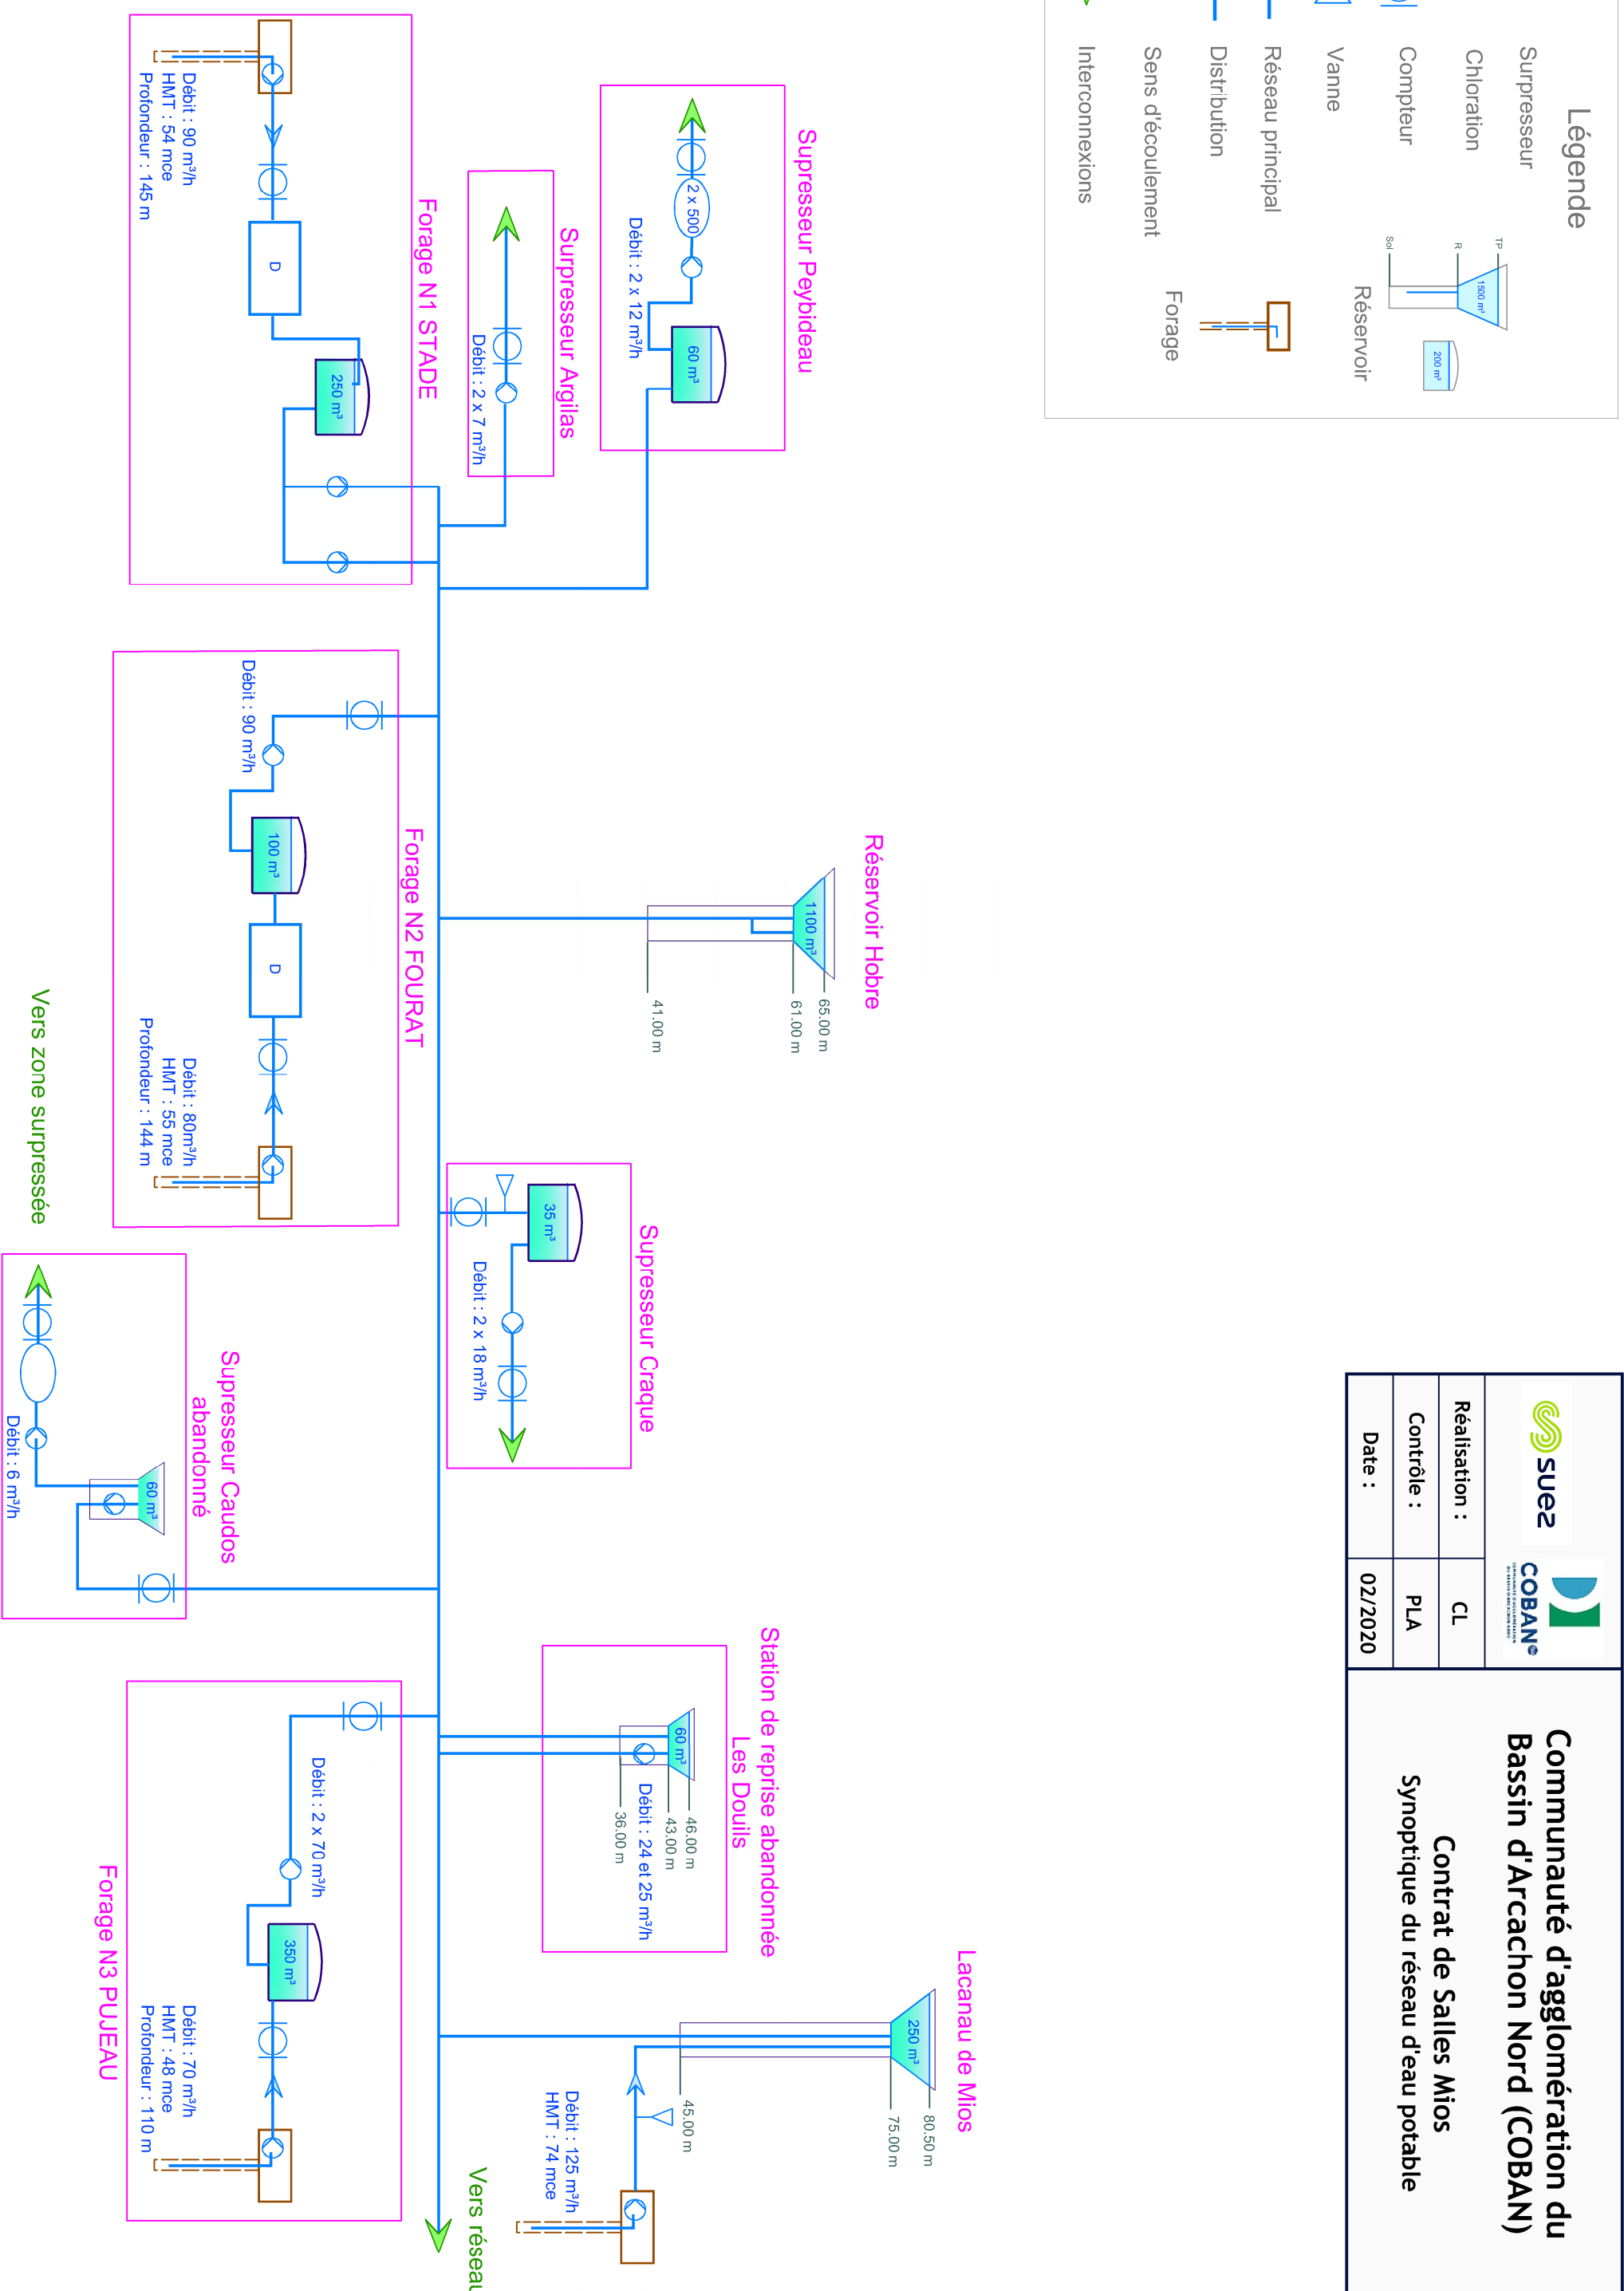 Légende
Surpresseur
Chloration
Compteur
Vanne
Réseau principal
Distribution
Sens d'écoulement
Interconnexions
TP
R
Sol
1500 m³
200 m³
Réservoir
Forage
suez
COBAN
Réalisation :
CL
Contrôle :
PLA
Date :
02/2020
Communauté d'agglomération du
Bassin d'Arcachon Nord (COBAN)
Contrat de Salles Mios
Synoptique du réseau d'eau potable
Supresseur Peybideau
2 x 500
60 m³
Débit : 2 x 12 m³/h
Surpresseur Argilas
Débit : 2 x 7 m³/h
Forage N1 STADE
D
250 m³
Débit : 90 m³/h
HMT : 54 mce
Profondeur : 145 m
Réservoir Hobre
1100 m³
65.00 m
61.00 m
41.00 m
Forage N2 FOURAT
Débit : 90 m³/h
100 m³
D
Débit : 80m³/h
HMT : 55 mce
Profondeur : 144 m
Supresseur Craque
35 m³
Débit : 2 x 18 m³/h
Vers zone surpressée
Supresseur Caudos
abandonné
60 m³
Débit : 6 m³/h
Station de reprise abandonnée
Les Douils
60 m³
46.00 m
43.00 m
Débit : 24 et 25 m³/h
36.00 m
Lacanau de Mios
250 m³
80.50 m
75.00 m
45.00 m
Débit : 125 m³/h
HMT : 74 mce
Vers réseau
Débit : 2 x 70 m³/h
350 m³
Débit : 70 m³/h
HMT : 48 mce
Profondeur : 110 m
Forage N3 PUJEAU